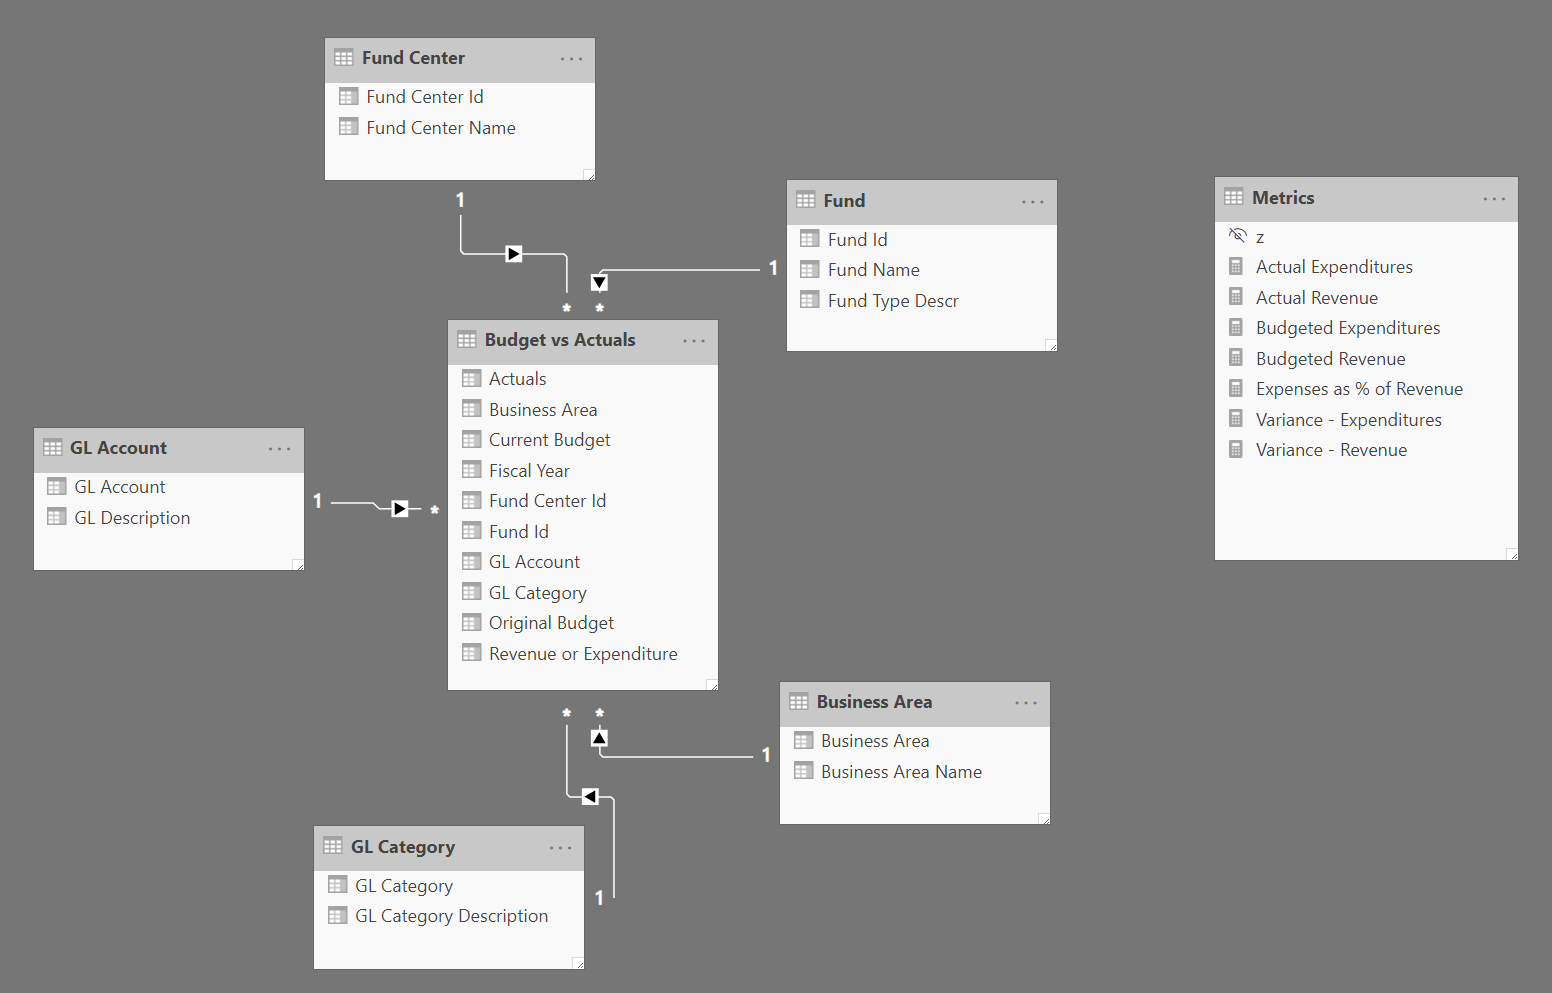 Fund Center
Fund Center Id
Fund Center Name
1
Fund
Fund Id
Fund Name
Fund Type Descr
1
Metrics
z
Actual Expenditures
Actual Revenue
Budgeted Expenditures
Budgeted Revenue
Expenses as % of Revenue
Variance - Expenditures
Variance - Revenue
* *
Budget vs Actuals
Actuals
Business Area
Current Budget
Fiscal Year
Fund Center Id
Fund Id
GL Account
GL Category
Original Budget
Revenue or Expenditure
GL Account
GL Account
GL Description
1
*
* *
Business Area
Business Area
Business Area Name
1
GL Category
GL Category
GL Category Description
1